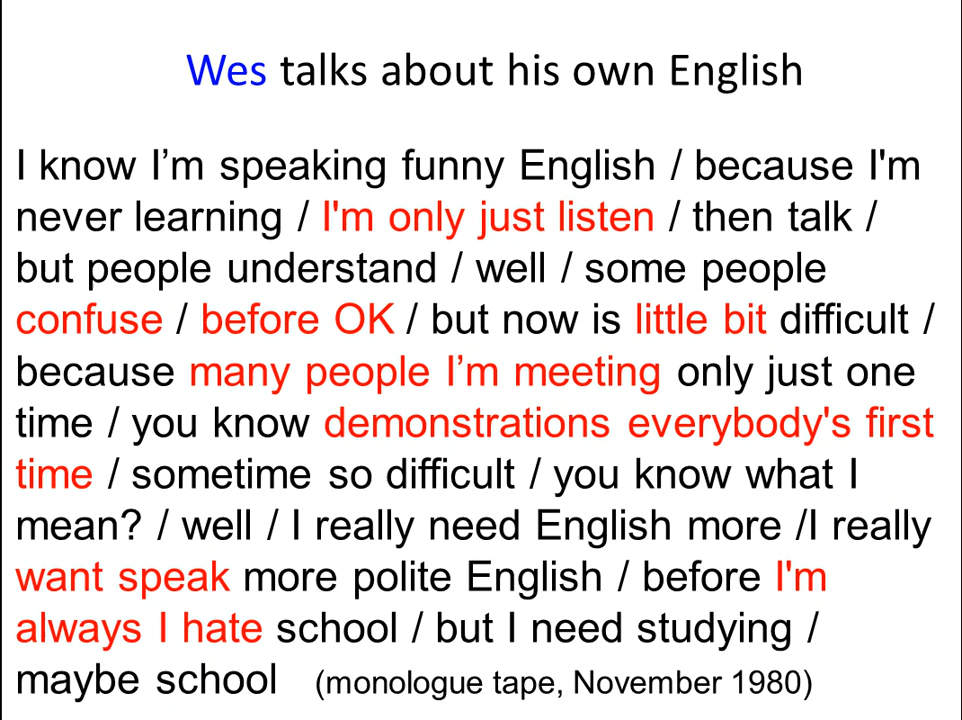 Wes talks about his own English
I know I’m speaking funny English / because I'm
never learning / I'm only just listen / then talk /
but people understand / well / some people
confuse / before OK / but now is little bit difficult /
because many people I’m meeting only just one
time / you know demonstrations everybody's first
time / sometime so difficult / you know what I
mean? / well / I really need English more /I really
want speak more polite English / before I'm
always I hate school / but I need studying /
maybe school (monologue tape, November 1980)